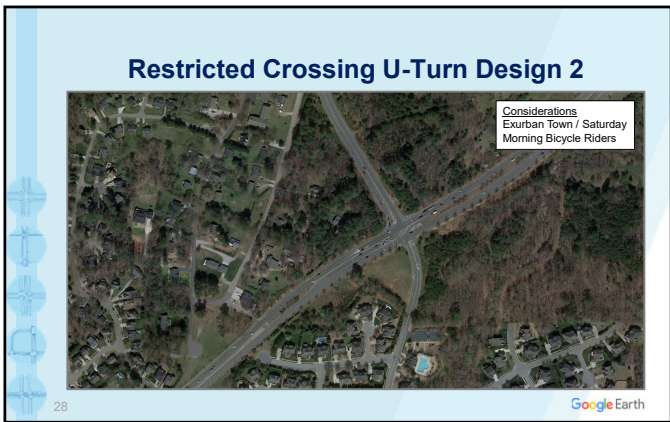 Restricted Crossing U-Turn Design 2
Considerations
Exurban Town / Saturday
Morning Bicycle Riders
28
Google Earth